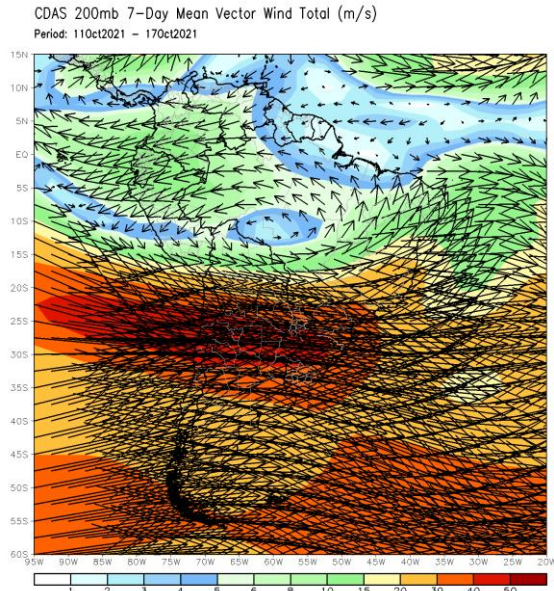 CDAS 200mb 7-Day Mean Vector Wind Total (m/s)
Period: 11Oct2021 - 17Oct2021
15N
10N
5N
EQ
5S
10S
15S
20S
25S
30S
35S
40S
45S
50S
55S
60S
95W 90W 85W 80W 75W 70W 65W 60W 55W 50W 45W 40W 35W 30W 25W 20W
1 2 3 4 5 6 8 10 15 20 30 40 50